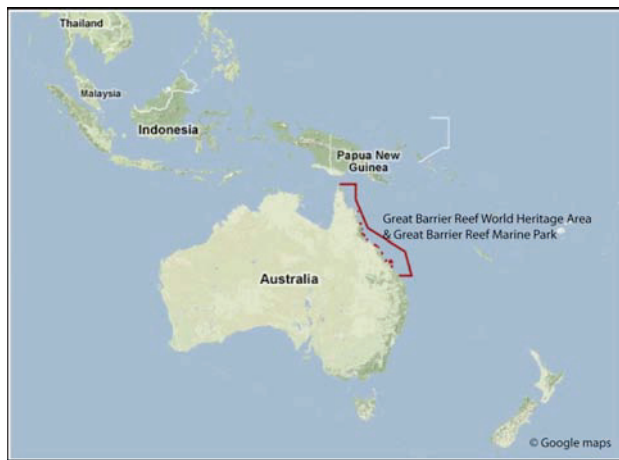 Thailand
Malaysia
Indonesia
Papua New
Guinea
Great Barrier Reef World Heritage Area
& Great Barrier Reef Marine Park
Australia
© Google maps